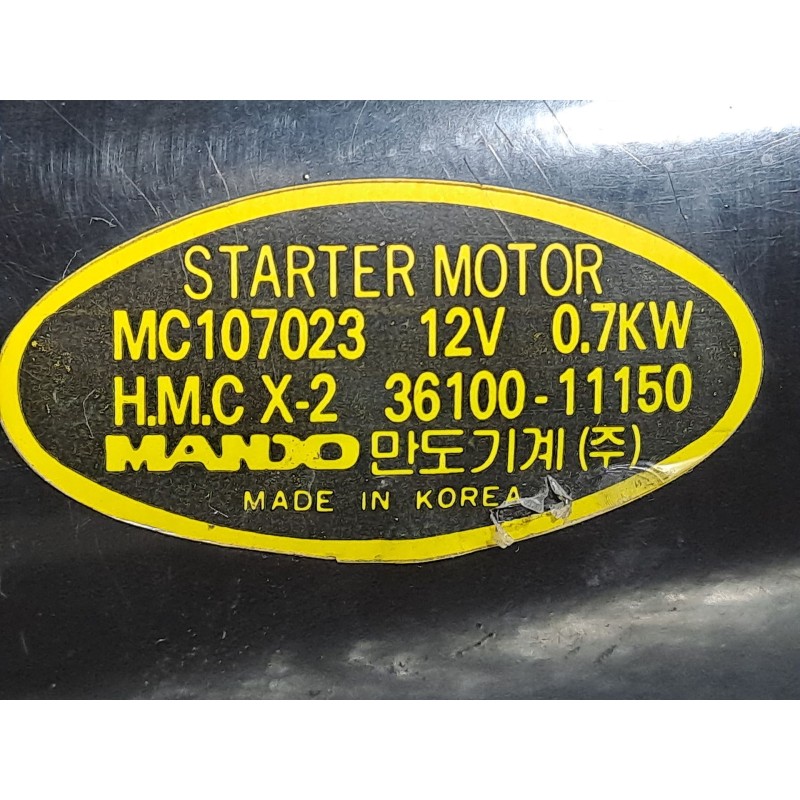 STARTER MOTOR
MC107023 12V 0.7KW
H.M.C X-2 36100-11150
MANDO 만도기계(주)
MADE IN KOREA